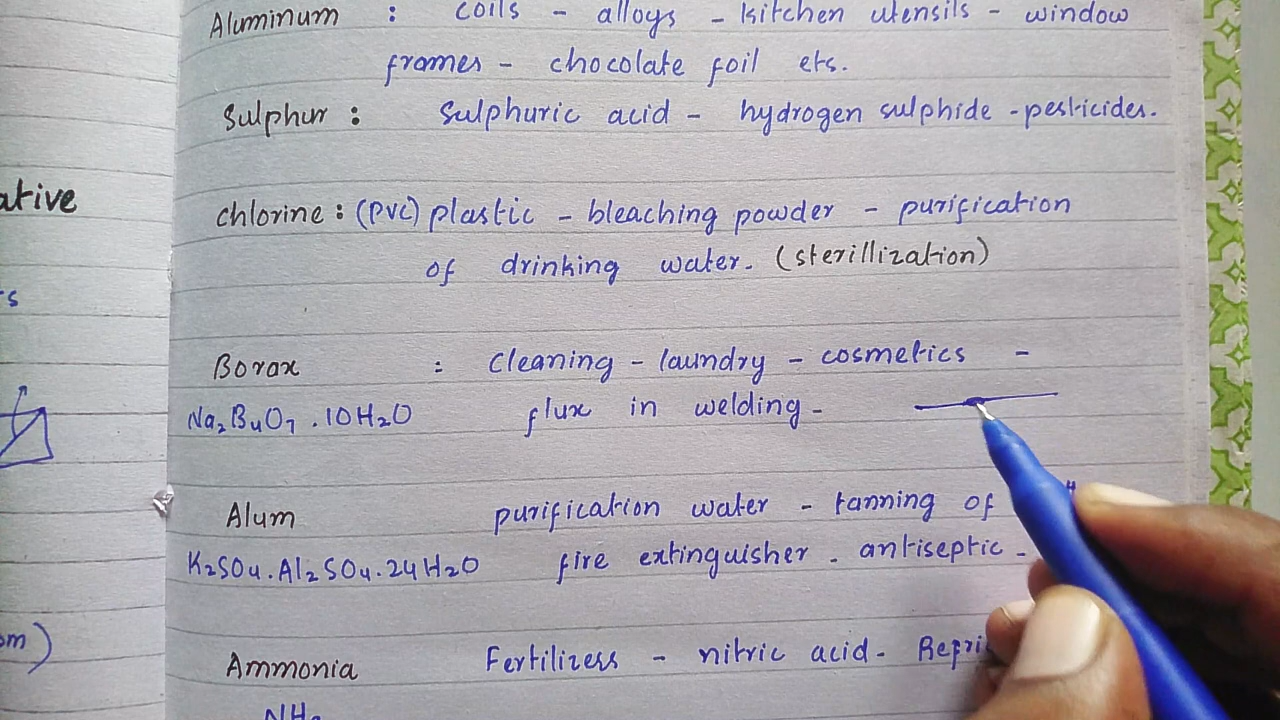 Aluminum : coils - alloys - kitchen utensils - window
frames - chocolate foil ets.
Sulphur : Sulphuric acid - hydrogen sulphide - pesticides.
ative
chlorine : (PVC) plastic - bleaching powder - purification
of drinking water. (sterillization)
s
Borax : cleaning - laundry - cosmetics -
Na₂B₄O₇ . 10H₂O flux in welding -
Alum purification water - tanning of
K₂SO₄.Al₂SO₄.24H₂O fire extinguisher . antiseptic -
om)
Ammonia Fertilizers - nitric acid -